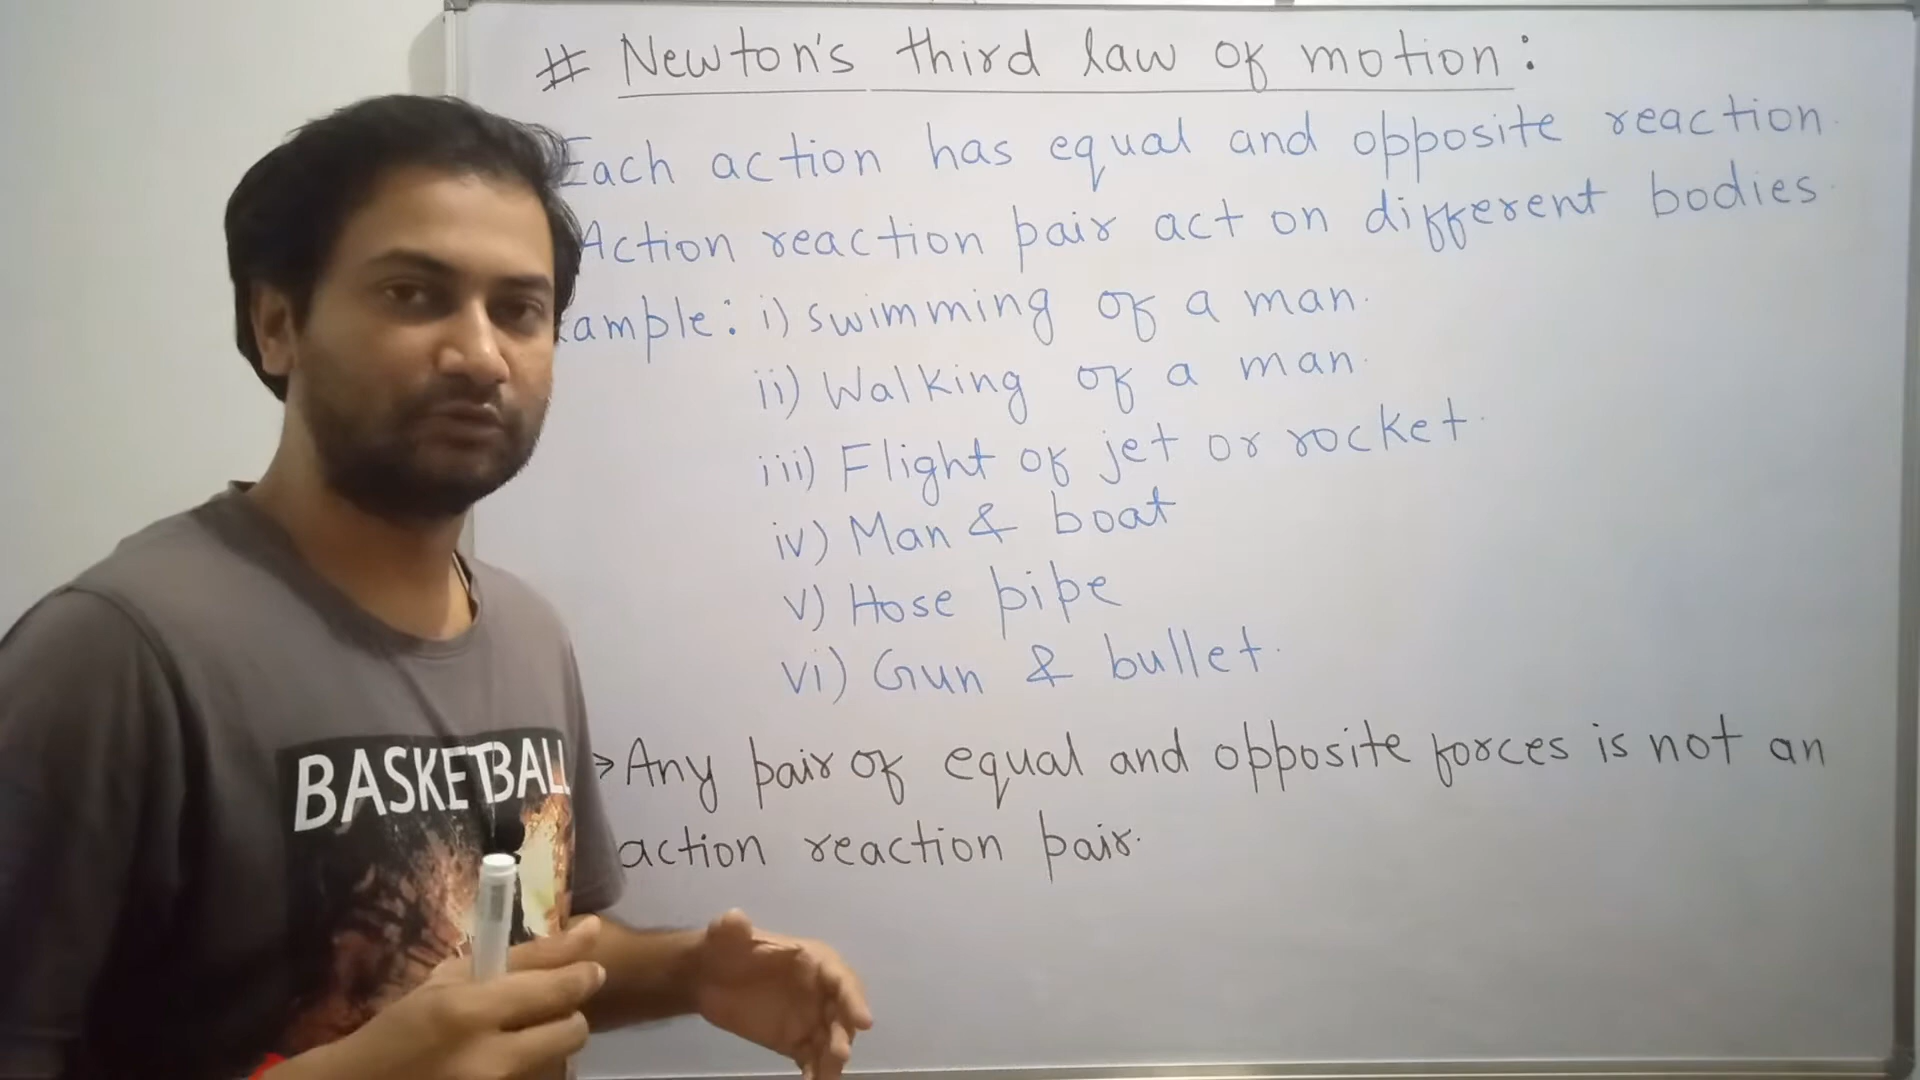 # Newton's third law of motion:
Each action has equal and opposite reaction.
Action reaction pair act on different bodies.
ample: i) swimming of a man.
ii) Walking of a man.
iii) Flight of jet or rocket.
iv) Man & boat
v) Hose pipe
vi) Gun & bullet.
→ Any pair of equal and opposite forces is not an
action reaction pair.
BASKETBALL